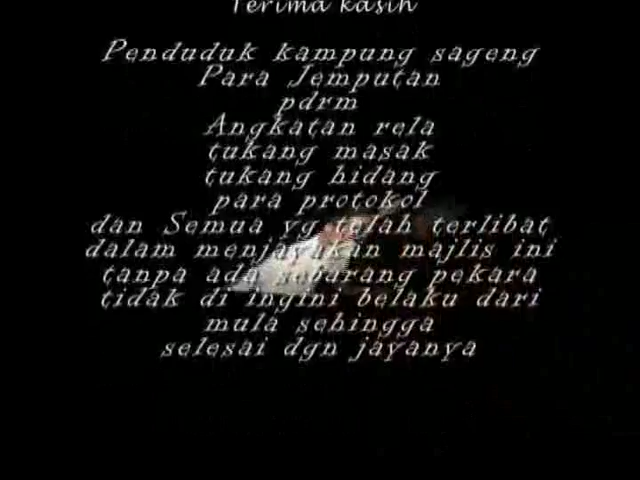 Terima kasih
Penduduk kampung sageng
Para Jemputan
pdrm
Angkatan rela
tukang masak
tukang hidang
para protokol
dan Semua yg telah terlibat
dalam menjayakan majlis ini
tanpa ada sebarang pekara
tidak di ingini belaku dari
mula sehingga
selesai dgn jayanya